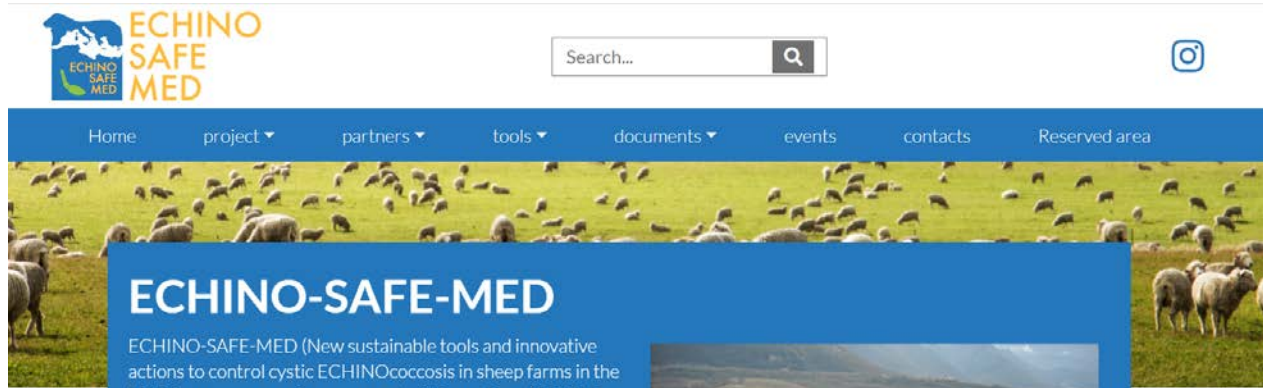 ECHINO
SAFE
MED
ECHINO
SAFE
MED
Search...
Home project partners tools documents events contacts Reserved area
ECHINO-SAFE-MED
ECHINO-SAFE-MED (New sustainable tools and innovative
actions to control cystic ECHINOcoccosis in sheep farms in the